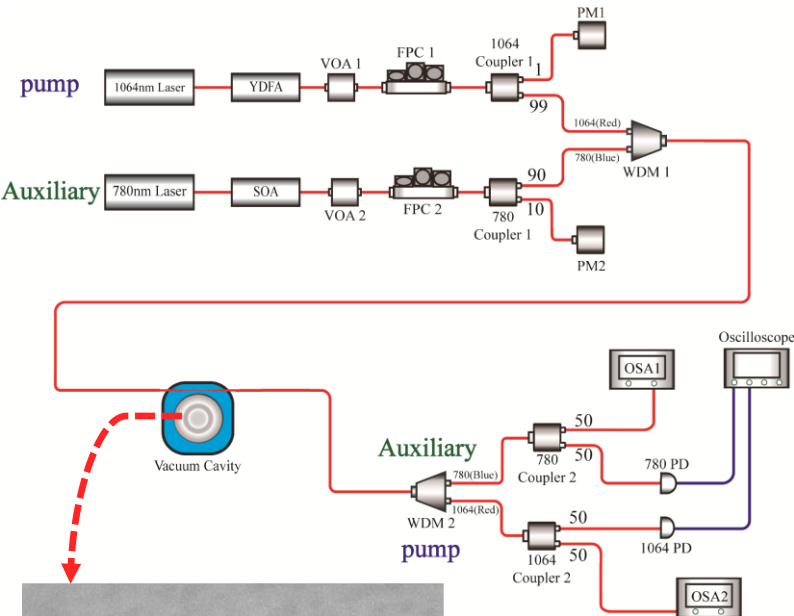 PM1
1064
Coupler 1
1
FPC 1
VOA 1
pump
1064nm Laser
YDFA
99
1064(Red)
780(Blue)
WDM 1
Auxiliary
780nm Laser
SOA
90
10
VOA 2
FPC 2
780
Coupler 1
PM2
Oscilloscope
OSA1
50
50
Auxiliary
780
Coupler 2
780 PD
Vacuum Cavity
780(Blue)
1064(Red)
WDM 2
50
50
pump
1064
Coupler 2
1064 PD
OSA2